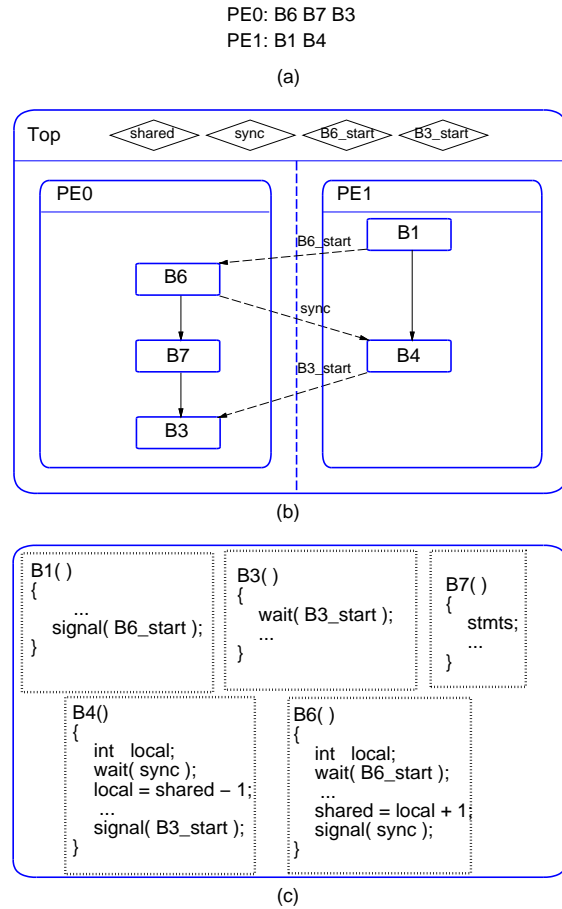 PE0: B6 B7 B3
PE1: B1 B4
(a)
Top
shared
sync
B6_start
B3_start
PE0
PE1
B1
B6_start
B6
sync
B7
B4
B3_start
B3
(b)
B1( )
{
...
signal( B6_start );
}
B3( )
{
wait( B3_start );
...
}
B7( )
{
stmts;
...
}
B4()
{
int local;
wait( sync );
local = shared − 1;
...
signal( B3_start );
}
B6( )
{
int local;
wait( B6_start );
...
shared = local + 1;
signal( sync );
}
(c)